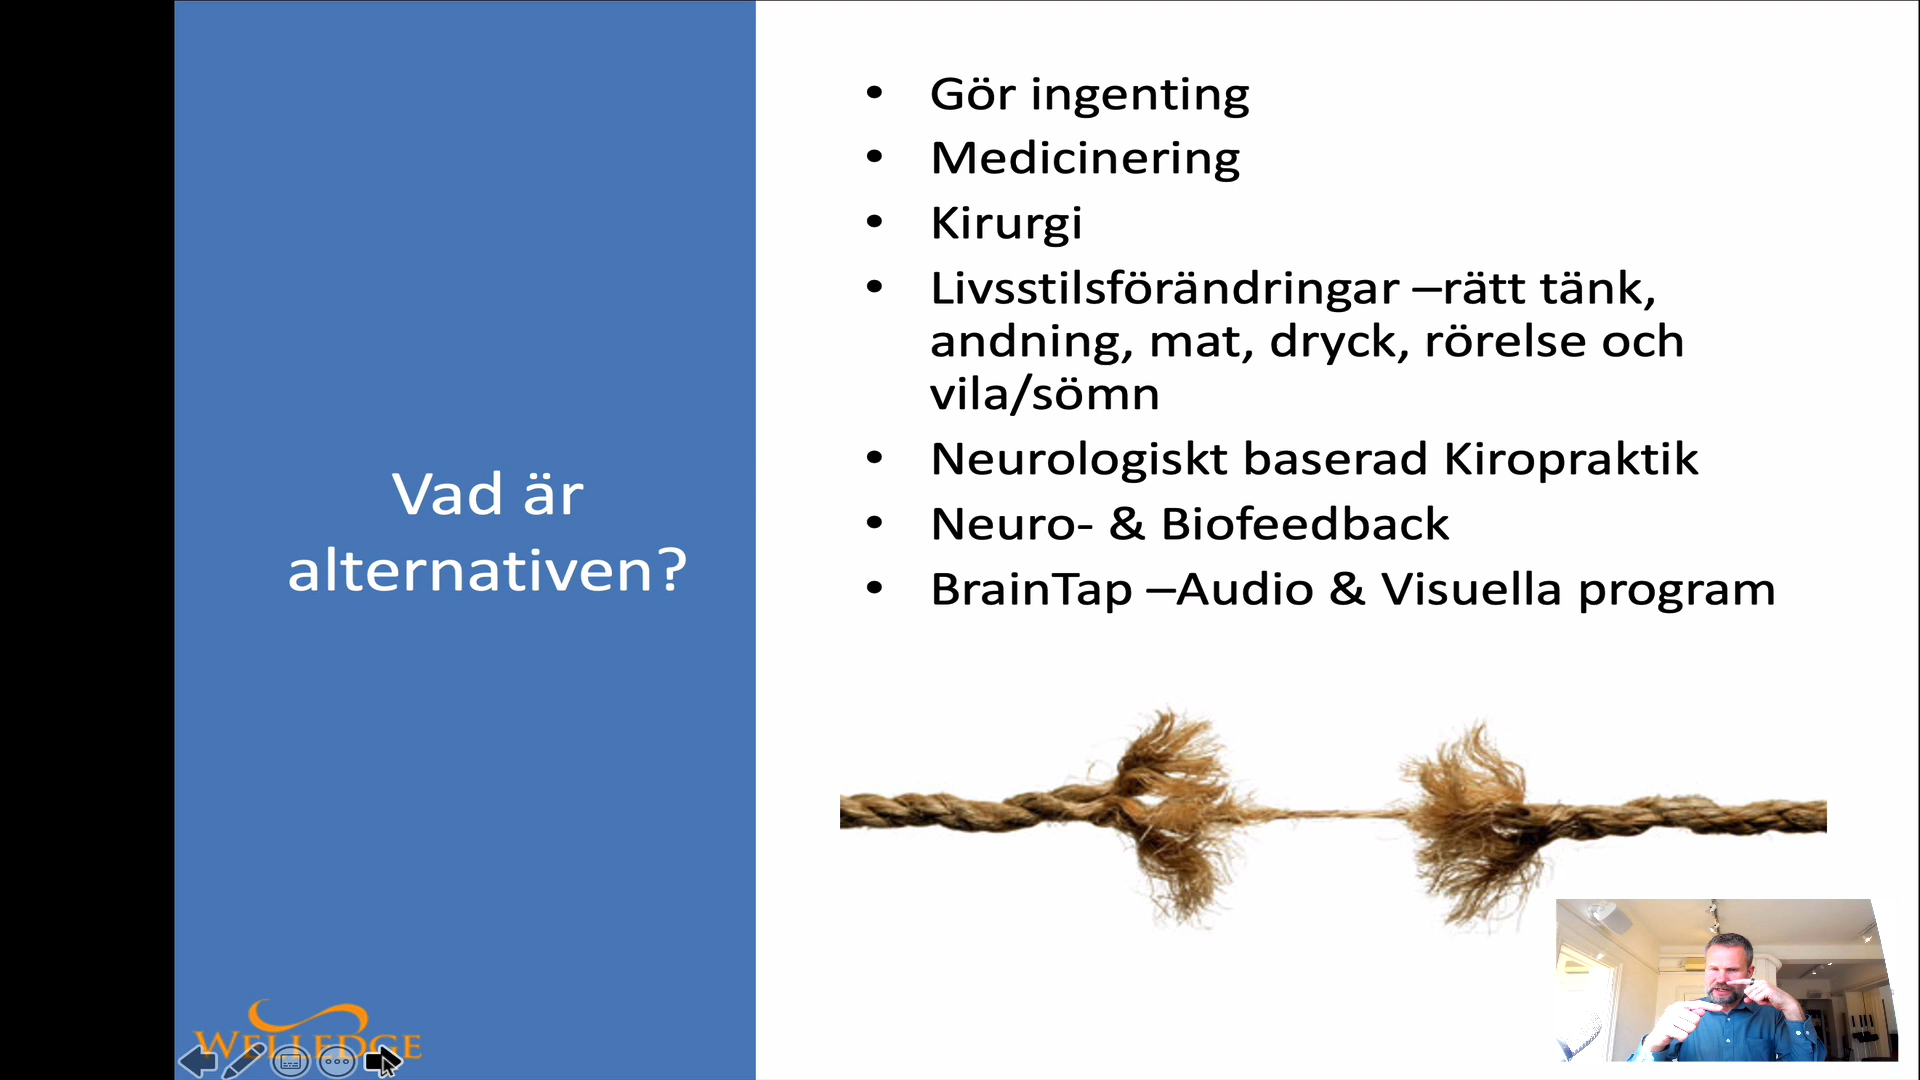 Vad är
alternativen?
• Gör ingenting
• Medicinering
• Kirurgi
• Livsstilsförändringar –rätt tänk,
andning, mat, dryck, rörelse och
vila/sömn
• Neurologiskt baserad Kiropraktik
• Neuro- & Biofeedback
• BrainTap –Audio & Visuella program
WELLEDGE